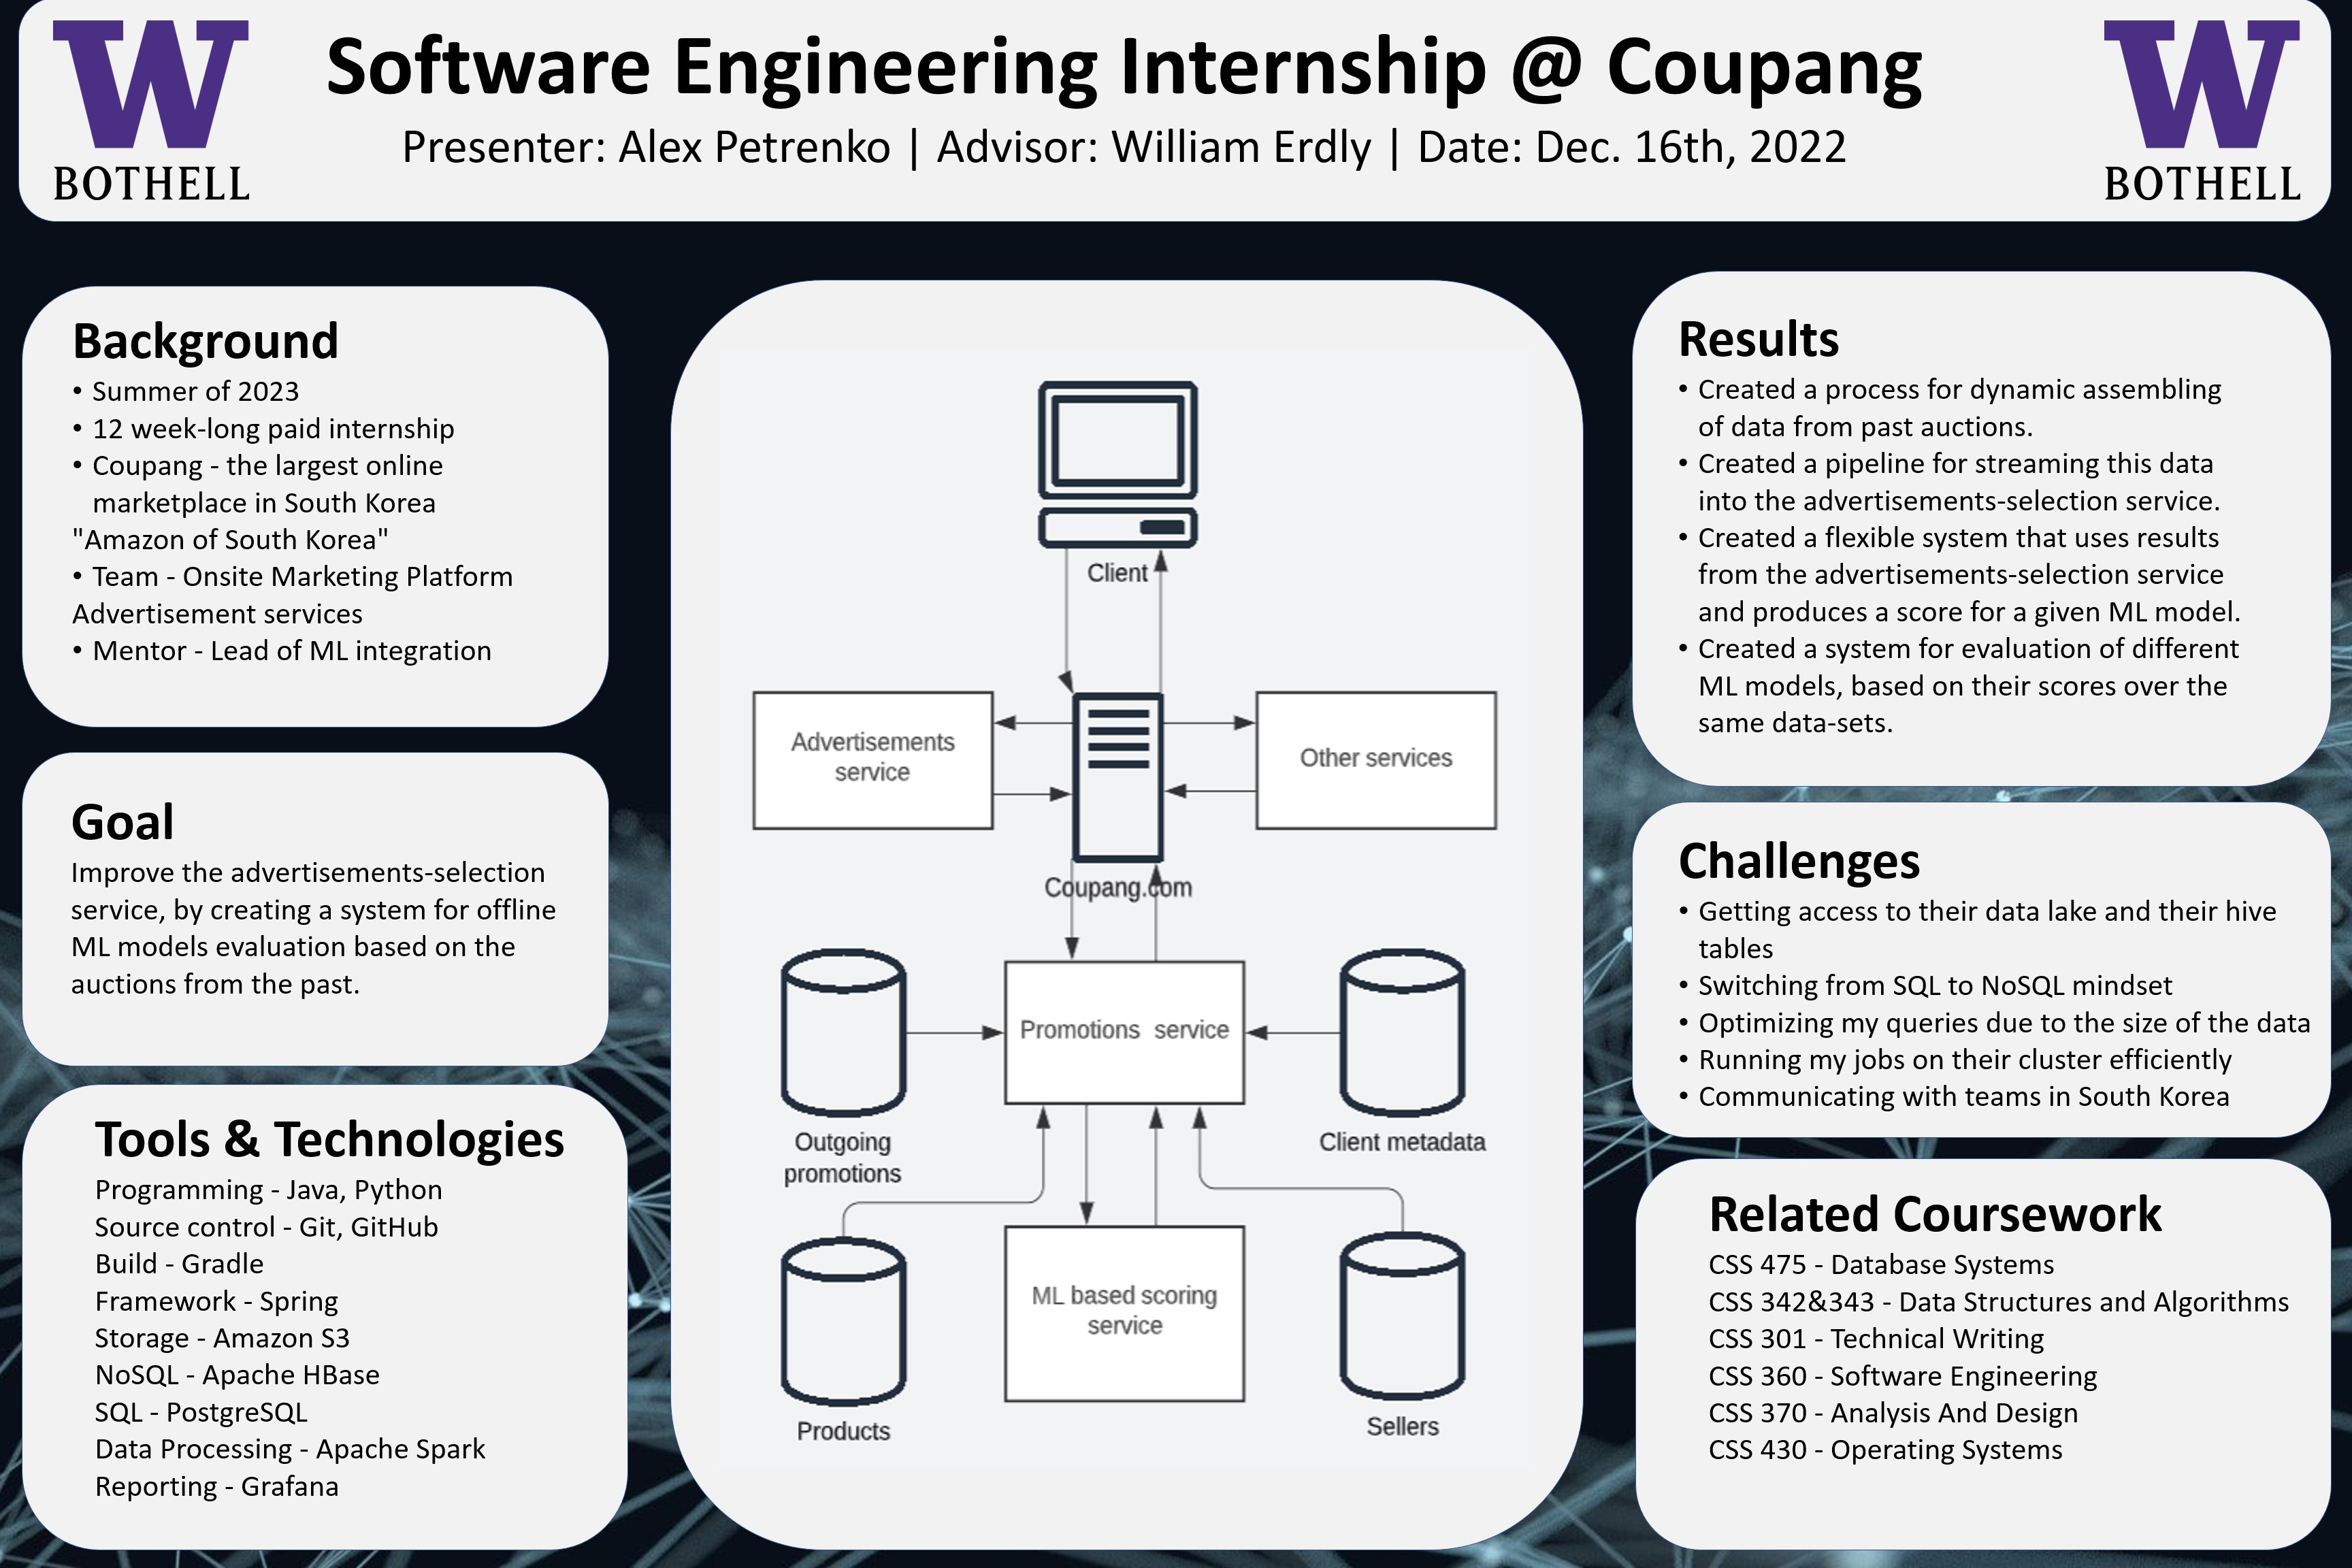 W
BOTHELL
Software Engineering Internship @ Coupang
Presenter: Alex Petrenko | Advisor: William Erdly | Date: Dec. 16th, 2022
W
BOTHELL
Background
• Summer of 2023
• 12 week-long paid internship
• Coupang - the largest online
marketplace in South Korea
"Amazon of South Korea"
• Team - Onsite Marketing Platform
Advertisement services
• Mentor - Lead of ML integration
Goal
Improve the advertisements-selection
service, by creating a system for offline
ML models evaluation based on the
auctions from the past.
Tools & Technologies
Programming - Java, Python
Source control - Git, GitHub
Build - Gradle
Framework - Spring
Storage - Amazon S3
NoSQL - Apache HBase
SQL - PostgreSQL
Data Processing - Apache Spark
Reporting - Grafana
Client
Advertisements
service
Other services
Coupang.com
Promotions service
Outgoing
promotions
Client metadata
ML based scoring
service
Products
Sellers
Results
• Created a process for dynamic assembling
of data from past auctions.
• Created a pipeline for streaming this data
into the advertisements-selection service.
• Created a flexible system that uses results
from the advertisements-selection service
and produces a score for a given ML model.
• Created a system for evaluation of different
ML models, based on their scores over the
same data-sets.
Challenges
• Getting access to their data lake and their hive
tables
• Switching from SQL to NoSQL mindset
• Optimizing my queries due to the size of the data
• Running my jobs on their cluster efficiently
• Communicating with teams in South Korea
Related Coursework
CSS 475 - Database Systems
CSS 342&343 - Data Structures and Algorithms
CSS 301 - Technical Writing
CSS 360 - Software Engineering
CSS 370 - Analysis And Design
CSS 430 - Operating Systems